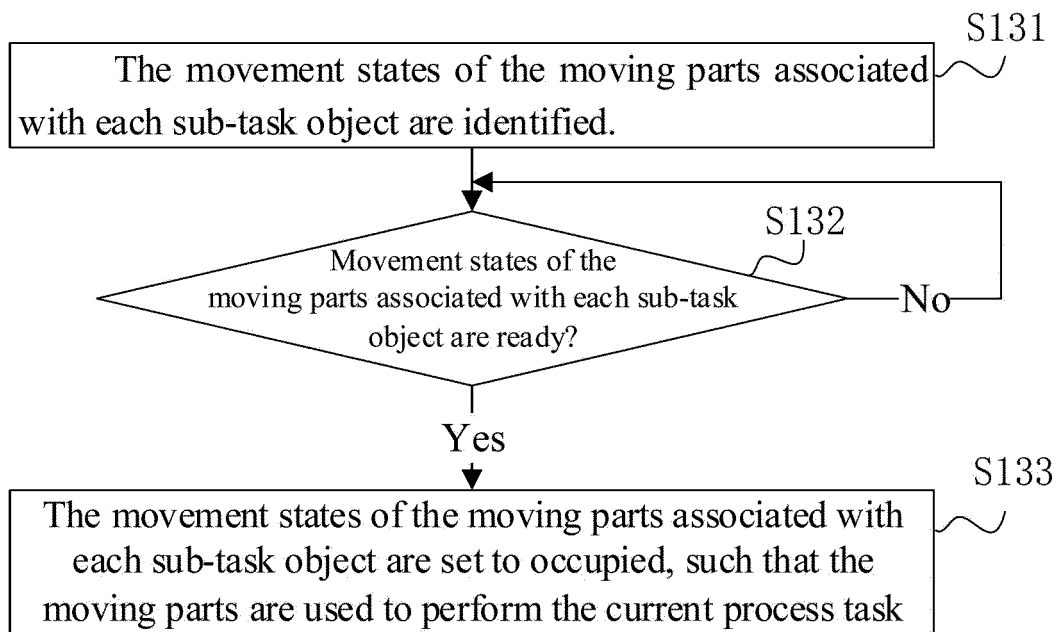 S131
The movement states of the moving parts associated
with each sub-task object are identified.
S132
Movement states of the
moving parts associated with each sub-task
object are ready?
No
Yes
S133
The movement states of the moving parts associated with
each sub-task object are set to occupied, such that the
moving parts are used to perform the current process task